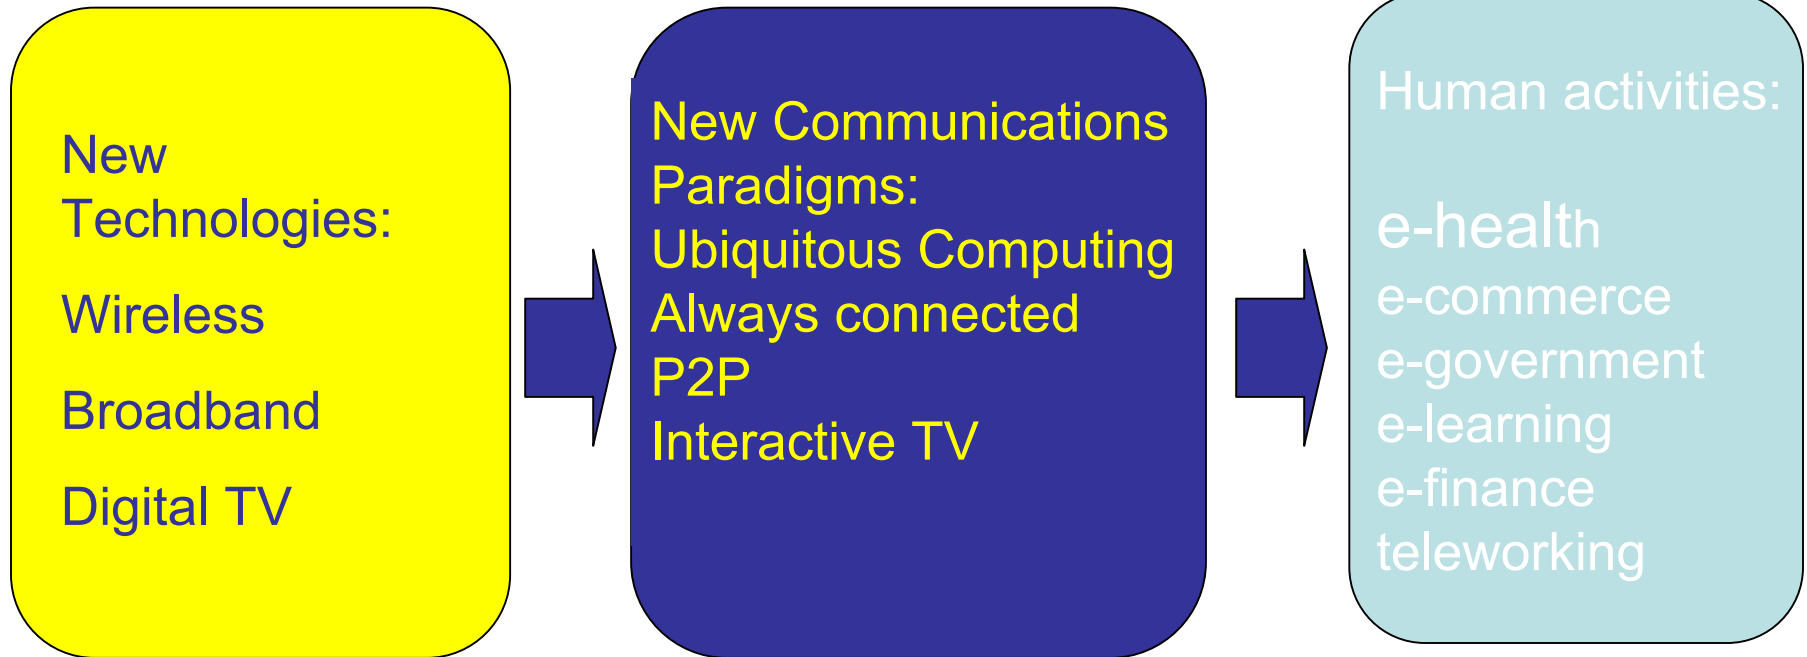 New
Technologies:
Wireless
Broadband
Digital TV
New Communications
Paradigms:
Ubiquitous Computing
Always connected
P2P
Interactive TV
Human activities:
e-health
e-commerce
e-government
e-learning
e-finance
teleworking